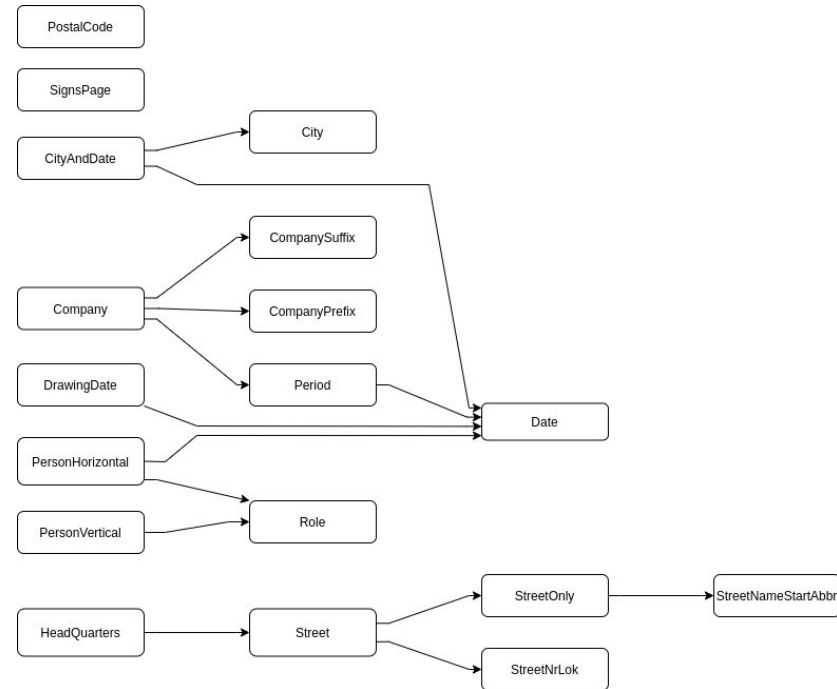 PostalCode
SignsPage
City
CityAndDate
CompanySuffix
Company
CompanyPrefix
DrawingDate
Period
Date
PersonHorizontal
Role
PersonVertical
StreetOnly
StreetNameStartAbbr
HeadQuarters
Street
StreetNrLok